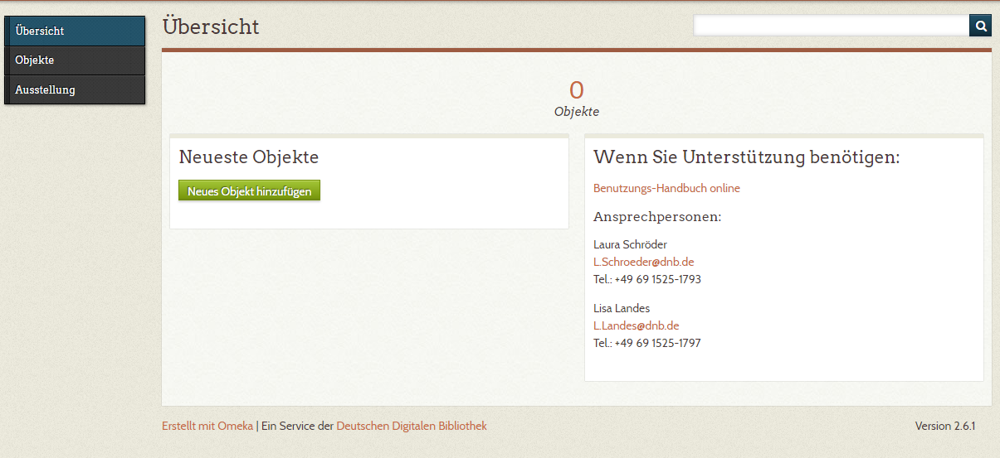 Übersicht
Objekte
Ausstellung
Übersicht
0
Objekte
Neueste Objekte
Neues Objekt hinzufügen
Wenn Sie Unterstützung benötigen:
Benutzungs-Handbuch online
Ansprechpersonen:
Laura Schröder
L.Schroeder@dnb.de
Tel.: +49 69 1525-1793
Lisa Landes
L.Landes@dnb.de
Tel.: +49 69 1525-1797
Erstellt mit Omeka | Ein Service der Deutschen Digitalen Bibliothek
Version 2.6.1